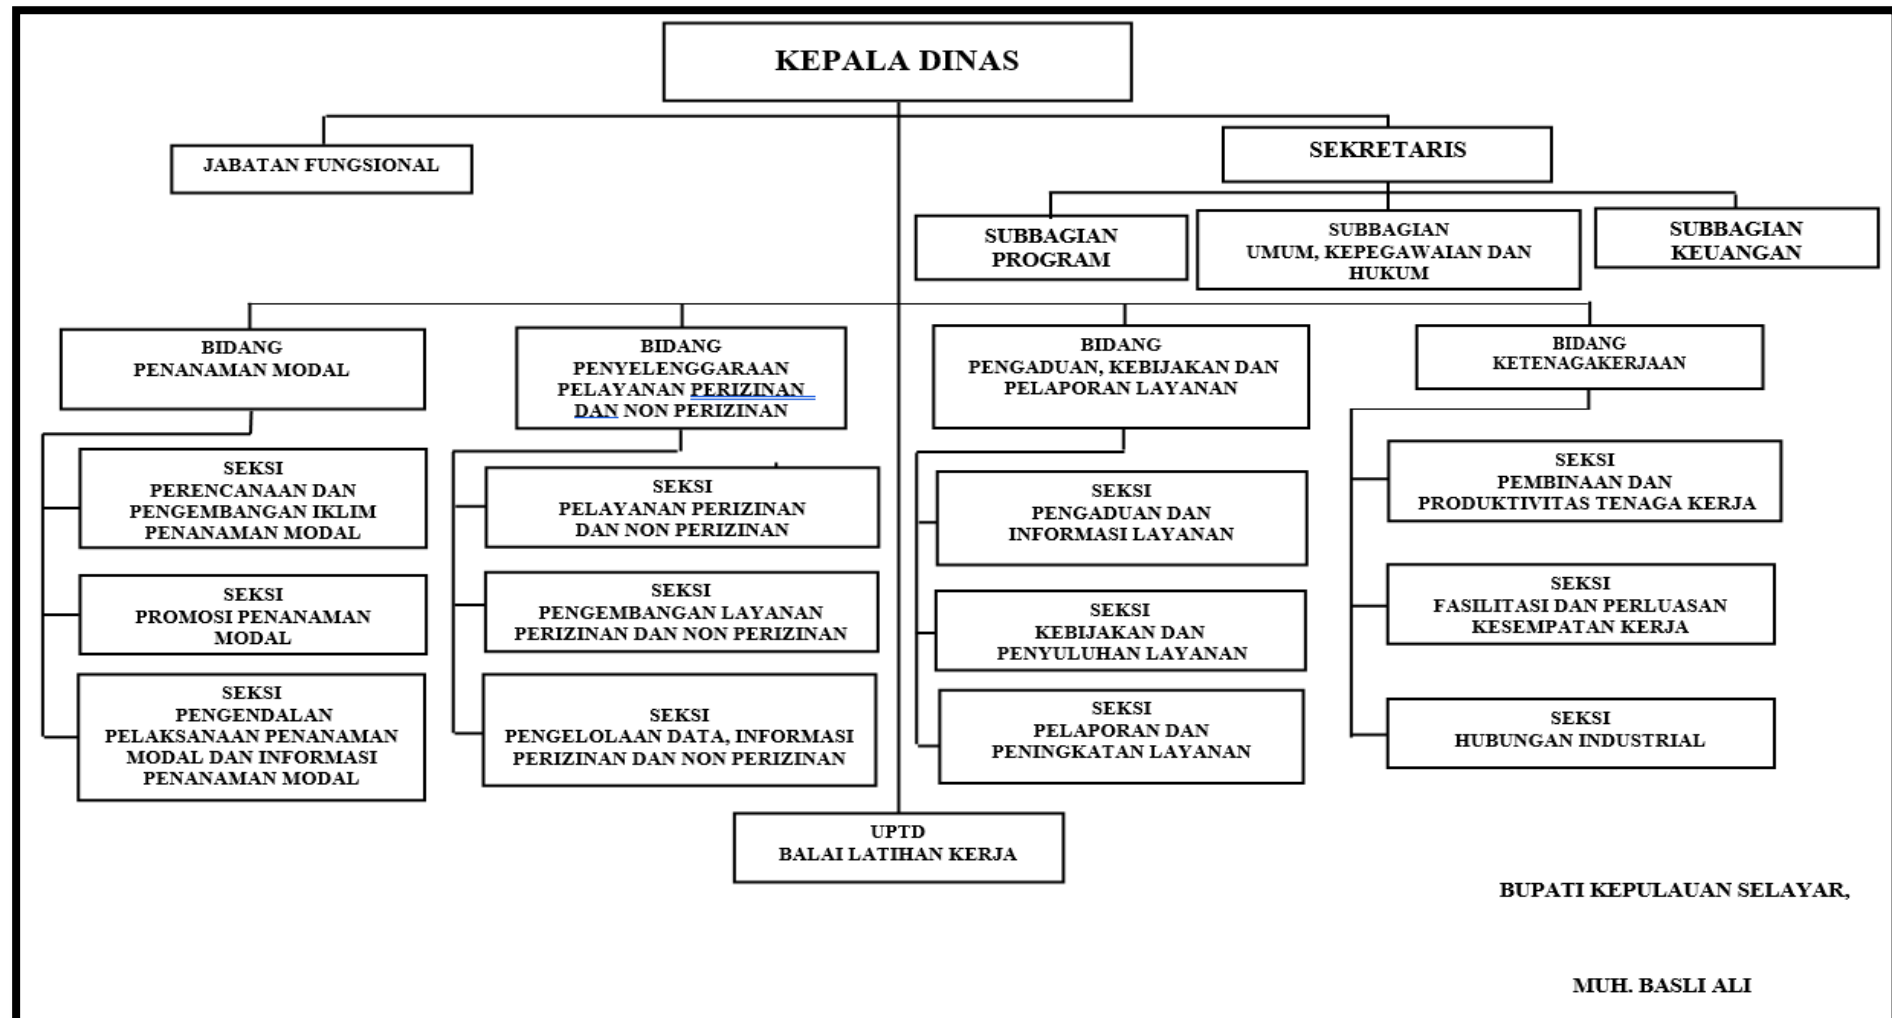 KEPALA DINAS
JABATAN FUNGSIONAL
SEKRETARIS
SUBBAGIAN
PROGRAM
SUBBAGIAN
UMUM, KEPEGAWAIAN DAN
HUKUM
SUBBAGIAN
KEUANGAN
BIDANG
PENANAMAN MODAL
SEKSI
PERENCANAAN DAN
PENGEMBANGAN IKLIM
PENANAMAN MODAL
SEKSI
PROMOSI PENANAMAN
MODAL
SEKSI
PENGENDALAN
PELAKSANAAN PENANAMAN
MODAL DAN INFORMASI
PENANAMAN MODAL
BIDANG
PENYELENGGARAAN
PELAYANAN PERIZINAN
DAN NON PERIZINAN
SEKSI
PELAYANAN PERIZINAN
DAN NON PERIZINAN
SEKSI
PENGEMBANGAN LAYANAN
PERIZINAN DAN NON PERIZINAN
SEKSI
PENGELOLAAN DATA, INFORMASI
PERIZINAN DAN NON PERIZINAN
BIDANG
PENGADUAN, KEBIJAKAN DAN
PELAPORAN LAYANAN
SEKSI
PENGADUAN DAN
INFORMASI LAYANAN
SEKSI
KEBIJAKAN DAN
PENYULUHAN LAYANAN
SEKSI
PELAPORAN DAN
PENINGKATAN LAYANAN
BIDANG
KETENAGAKERJAAN
SEKSI
PEMBINAAN DAN
PRODUKTIVITAS TENAGA KERJA
SEKSI
FASILITASI DAN PERLUASAN
KESEMPATAN KERJA
SEKSI
HUBUNGAN INDUSTRIAL
UPTD
BALAI LATIHAN KERJA
BUPATI KEPULAUAN SELAYAR,
MUH. BASLI ALI